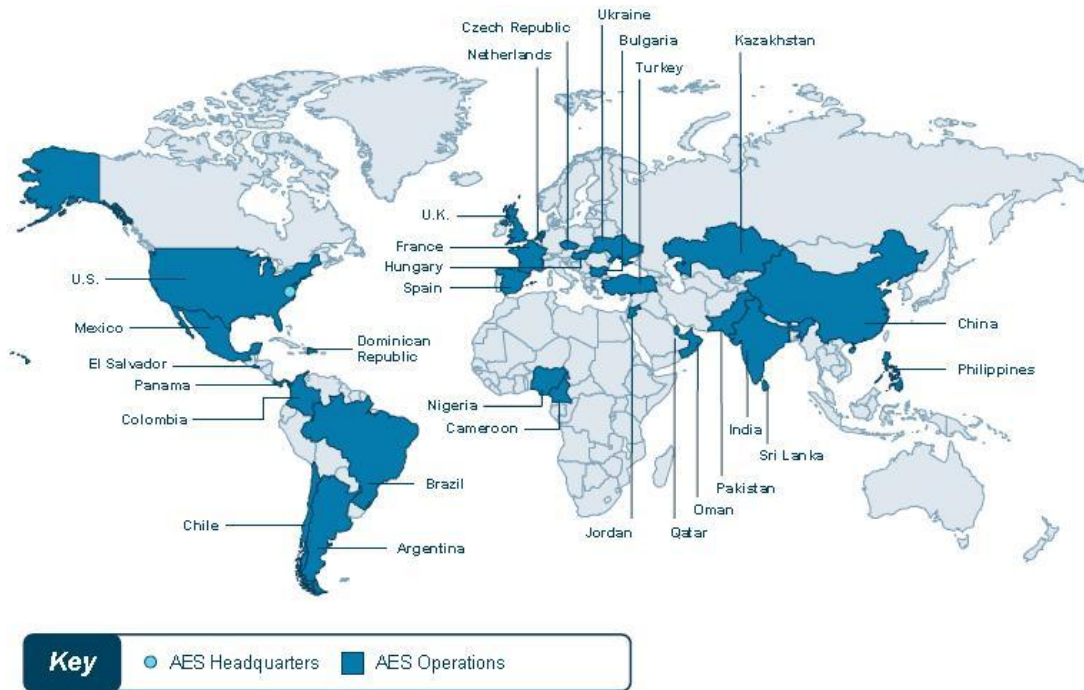 Ukraine
Czech Republic
Bulgaria
Kazakhstan
Netherlands
Turkey
U.K.
France
Hungary
Spain
U.S.
Mexico
Dominican
Republic
El Salvador
Panama
Colombia
Nigeria
Cameroon
China
Philippines
India
Sri Lanka
Pakistan
Oman
Brazil
Chile
Argentina
Jordan
Qatar
Key
AES Headquarters
AES Operations